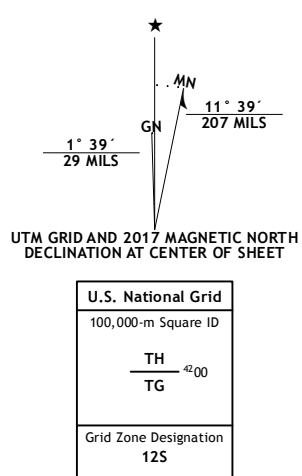 ★
MN
GN
11° 39´
207 MILS
1° 39´
29 MILS
UTM GRID AND 2017 MAGNETIC NORTH
DECLINATION AT CENTER OF SHEET
U.S. National Grid
100,000-m Square ID
TH
4200
TG
Grid Zone Designation
12S